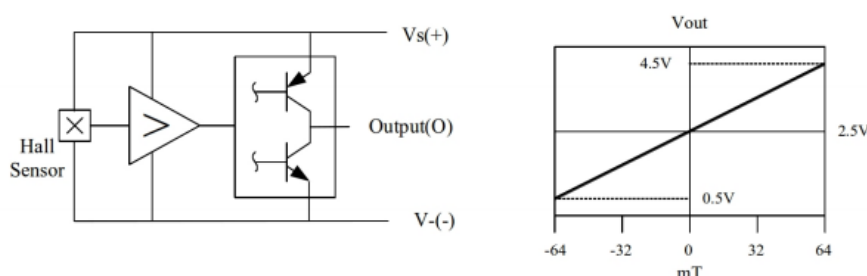 Vs(+)
Output(O)
Hall
Sensor
V-(-)
Vout
4.5V
2.5V
0.5V
-64 -32 0 32 64
mT